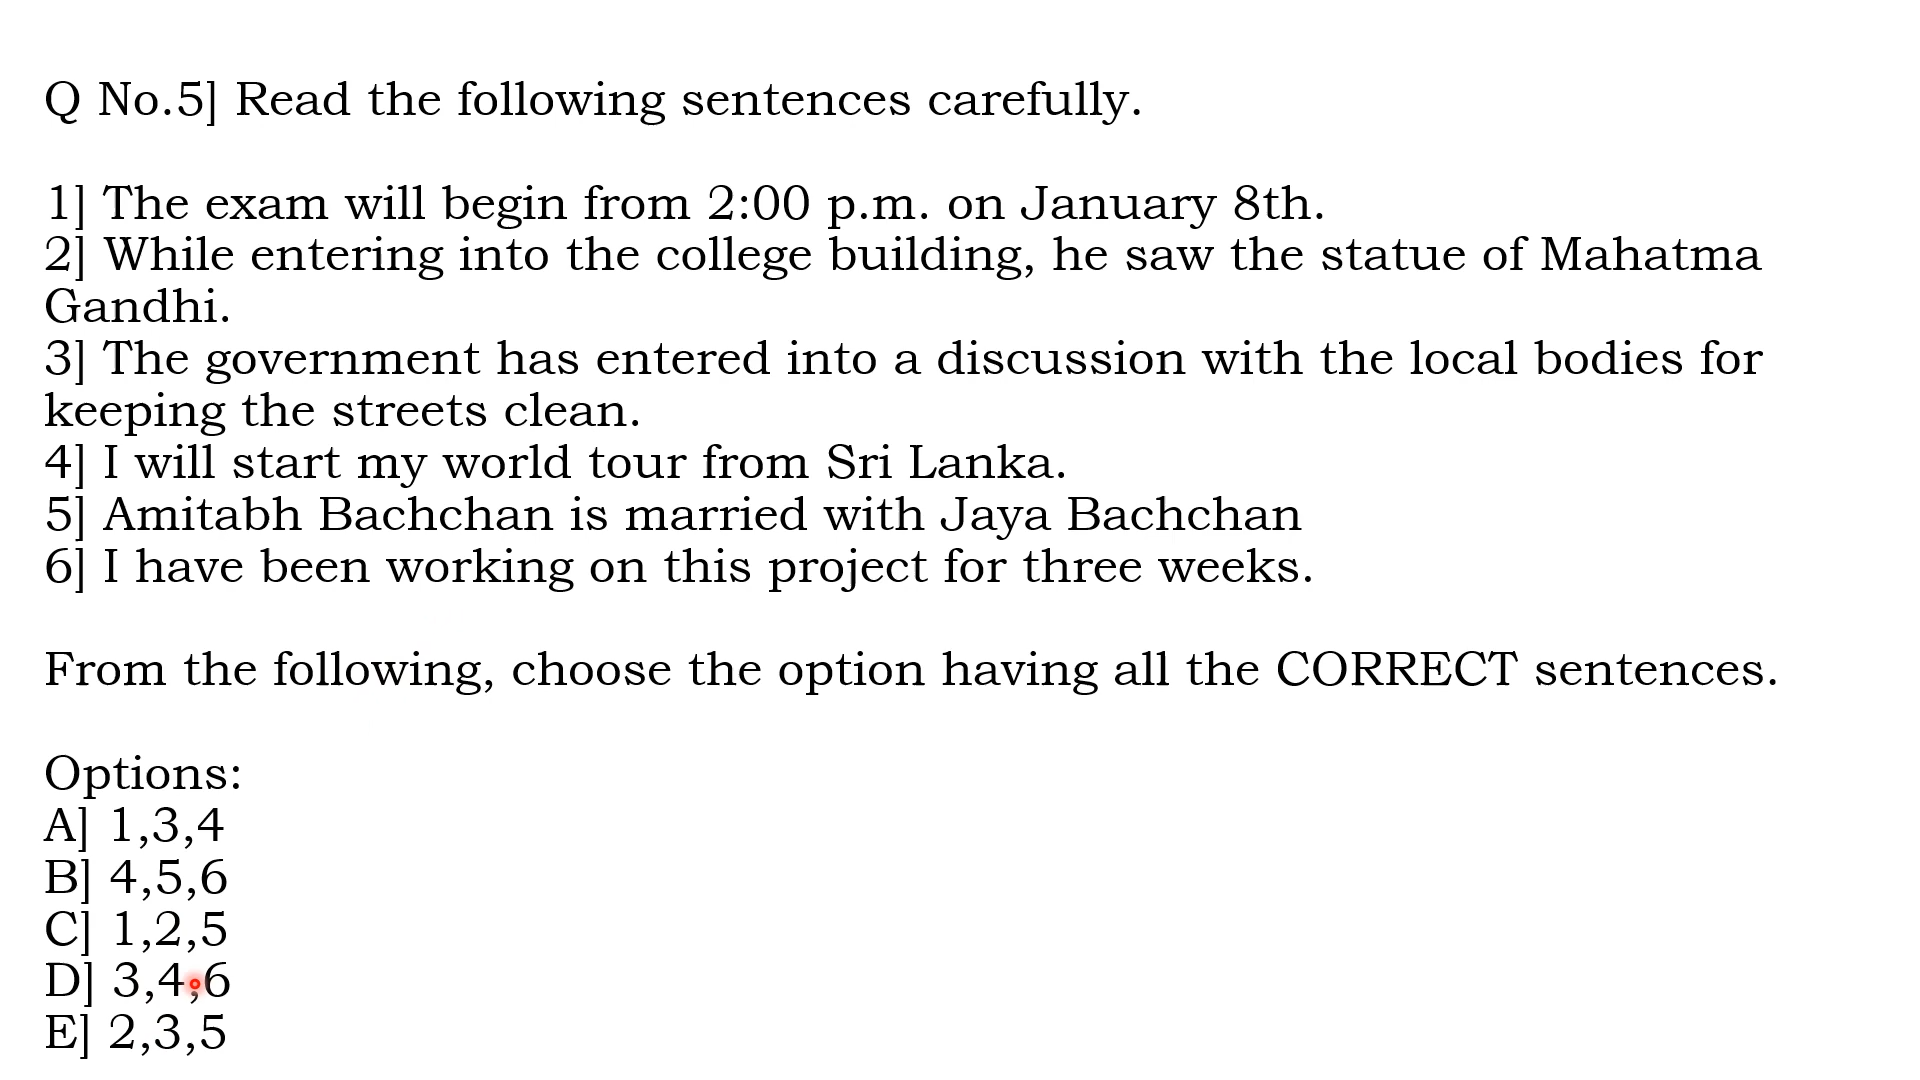 Q No.5] Read the following sentences carefully.
1] The exam will begin from 2:00 p.m. on January 8th.
2] While entering into the college building, he saw the statue of Mahatma
Gandhi.
3] The government has entered into a discussion with the local bodies for
keeping the streets clean.
4] I will start my world tour from Sri Lanka.
5] Amitabh Bachchan is married with Jaya Bachchan
6] I have been working on this project for three weeks.
From the following, choose the option having all the CORRECT sentences.
Options:
A] 1,3,4
B] 4,5,6
C] 1,2,5
D] 3,4,6
E] 2,3,5